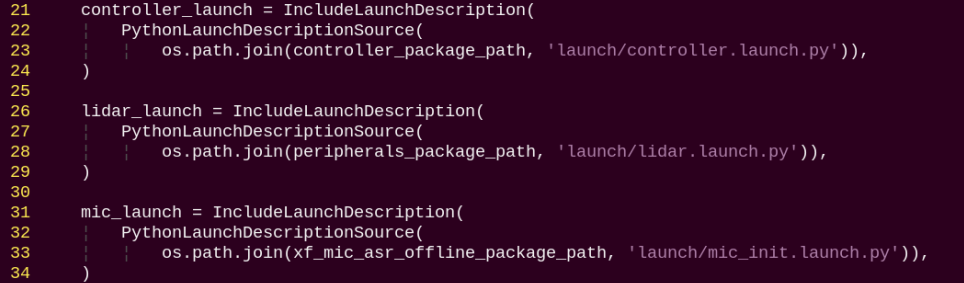 21 controller_launch = IncludeLaunchDescription(
22 PythonLaunchDescriptionSource(
23 os.path.join(controller_package_path, 'launch/controller.launch.py')),
24 )
25
26 lidar_launch = IncludeLaunchDescription(
27 PythonLaunchDescriptionSource(
28 os.path.join(peripherals_package_path, 'launch/lidar.launch.py')),
29 )
30
31 mic_launch = IncludeLaunchDescription(
32 PythonLaunchDescriptionSource(
33 os.path.join(xf_mic_asr_offline_package_path, 'launch/mic_init.launch.py')),
34 )